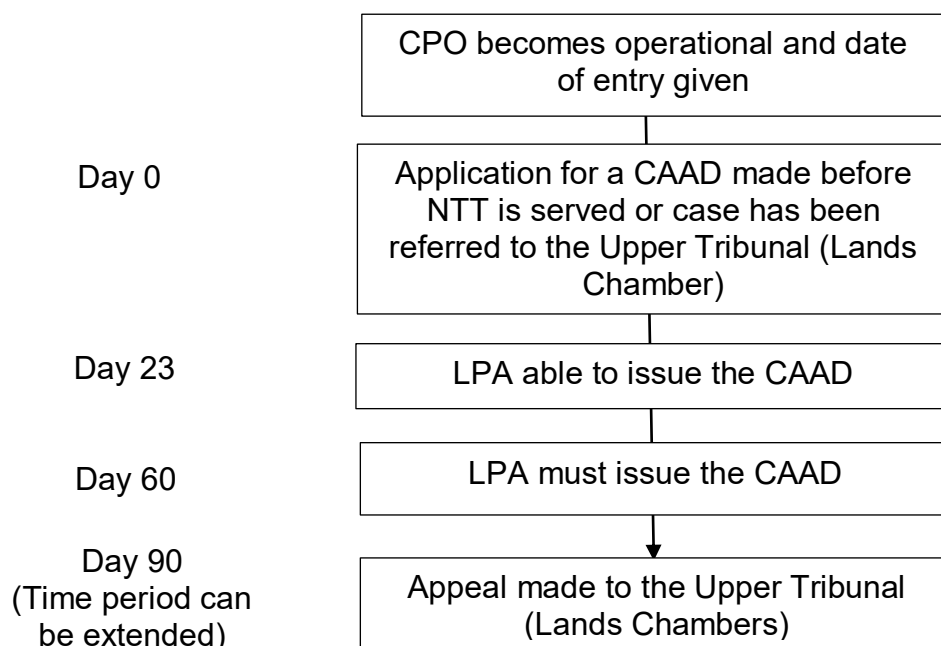 CPO becomes operational and date
of entry given
Day 0
Application for a CAAD made before
NTT is served or case has been
referred to the Upper Tribunal (Lands
Chamber)
Day 23
LPA able to issue the CAAD
Day 60
LPA must issue the CAAD
Day 90
(Time period can
be extended)
Appeal made to the Upper Tribunal
(Lands Chambers)